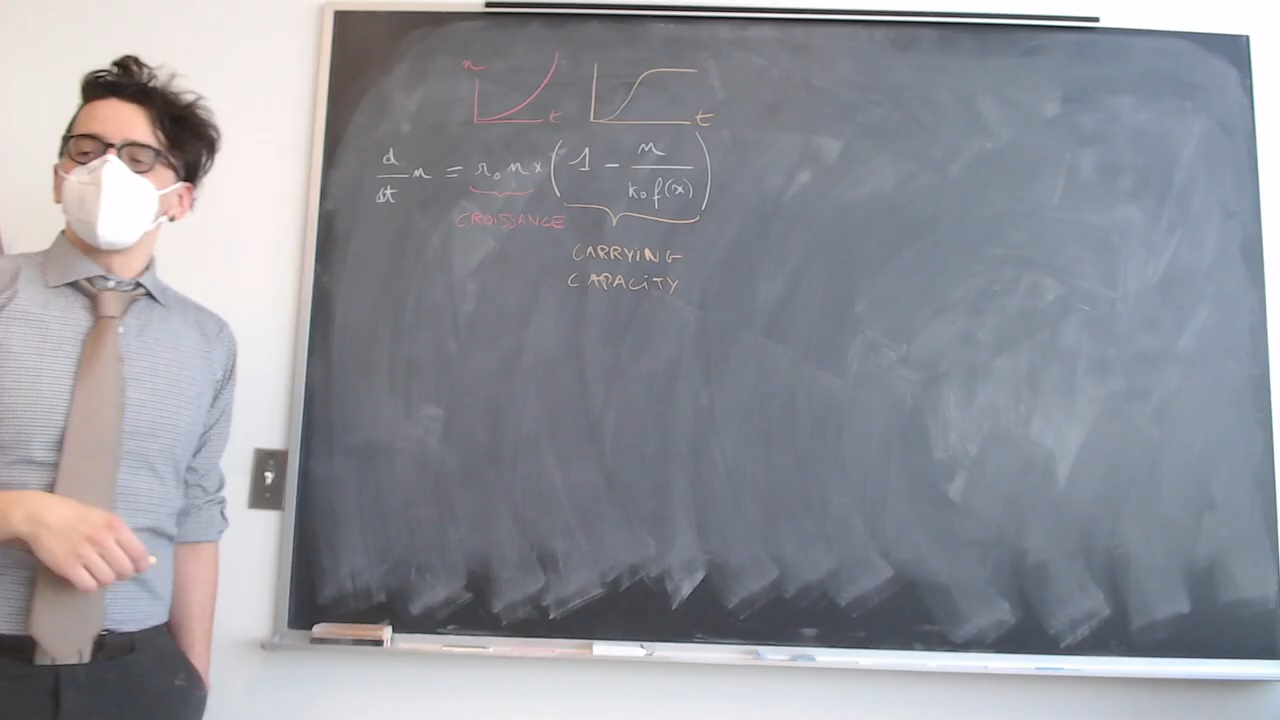 n
t
t
d/dt n = r₀ n × (1 − n / k₀ f(x))
CROISSANCE
CARRYING
CAPACITY